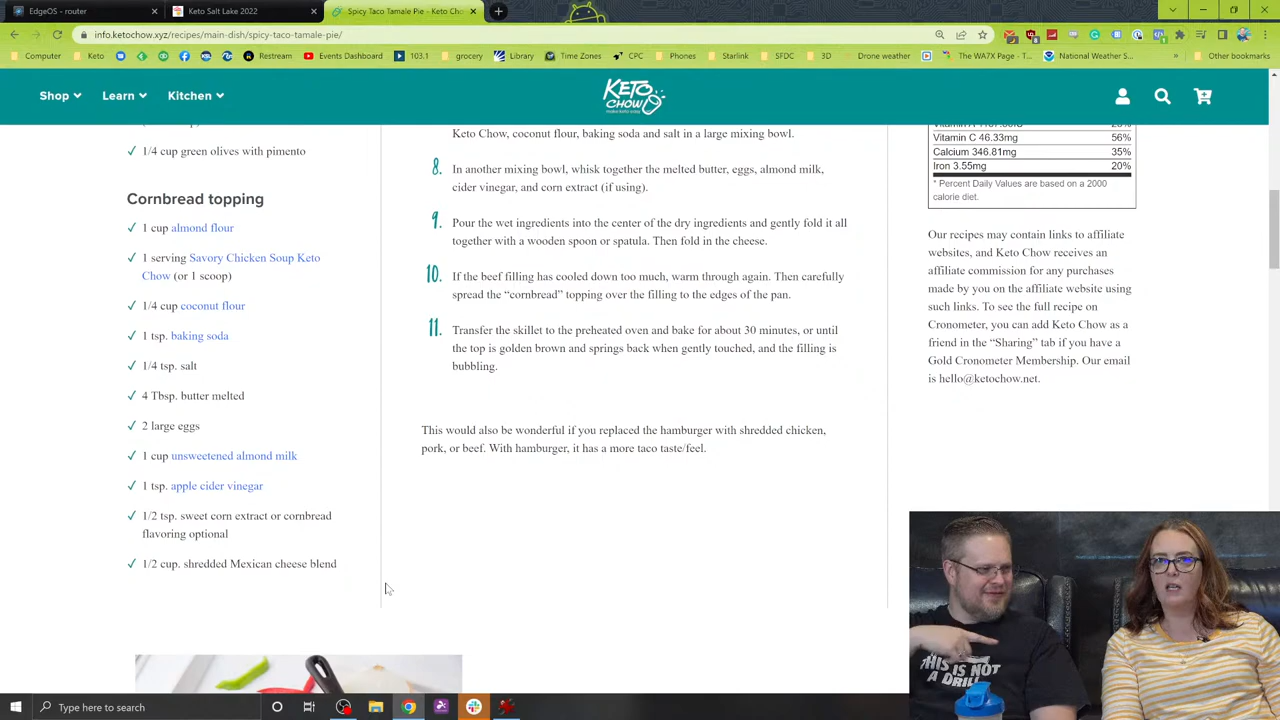 EdgeOS - router
Keto Salt Lake 2022
Spicy Taco Tamale Pie - Keto Cho
info.ketochow.xyz/recipes/main-dish/spicy-taco-tamale-pie/
Computer
Keto
Restream
Events Dashboard
103.1
grocery
Library
Time Zones
CPC
Phones
Starlink
SFDC
3D
Drone weather
The WA7X Page - T...
National Weather S...
Other bookmarks
Shop
Learn
Kitchen
KETO
CHOW
make keto easy
1/4 cup green olives with pimento
Cornbread topping
1 cup almond flour
1 serving Savory Chicken Soup Keto
Chow (or 1 scoop)
1/4 cup coconut flour
1 tsp. baking soda
1/4 tsp. salt
4 Tbsp. butter melted
2 large eggs
1 cup unsweetened almond milk
1 tsp. apple cider vinegar
1/2 tsp. sweet corn extract or cornbread
flavoring optional
1/2 cup. shredded Mexican cheese blend
Keto Chow, coconut flour, baking soda and salt in a large mixing bowl.
8. In another mixing bowl, whisk together the melted butter, eggs, almond milk,
cider vinegar, and corn extract (if using).
9. Pour the wet ingredients into the center of the dry ingredients and gently fold it all
together with a wooden spoon or spatula. Then fold in the cheese.
10. If the beef filling has cooled down too much, warm through again. Then carefully
spread the “cornbread” topping over the filling to the edges of the pan.
11. Transfer the skillet to the preheated oven and bake for about 30 minutes, or until
the top is golden brown and springs back when gently touched, and the filling is
bubbling.
This would also be wonderful if you replaced the hamburger with shredded chicken,
pork, or beef. With hamburger, it has a more taco taste/feel.
Vitamin C 46.33mg 56%
Calcium 346.81mg 35%
Iron 3.55mg 20%
* Percent Daily Values are based on a 2000
calorie diet.
Our recipes may contain links to affiliate
websites, and Keto Chow receives an
affiliate commission for any purchases
made by you on the affiliate website using
such links. To see the full recipe on
Cronometer, you can add Keto Chow as a
friend in the “Sharing” tab if you have a
Gold Cronometer Membership. Our email
is hello@ketochow.net.
THIS IS NOT
A DRILL
Type here to search